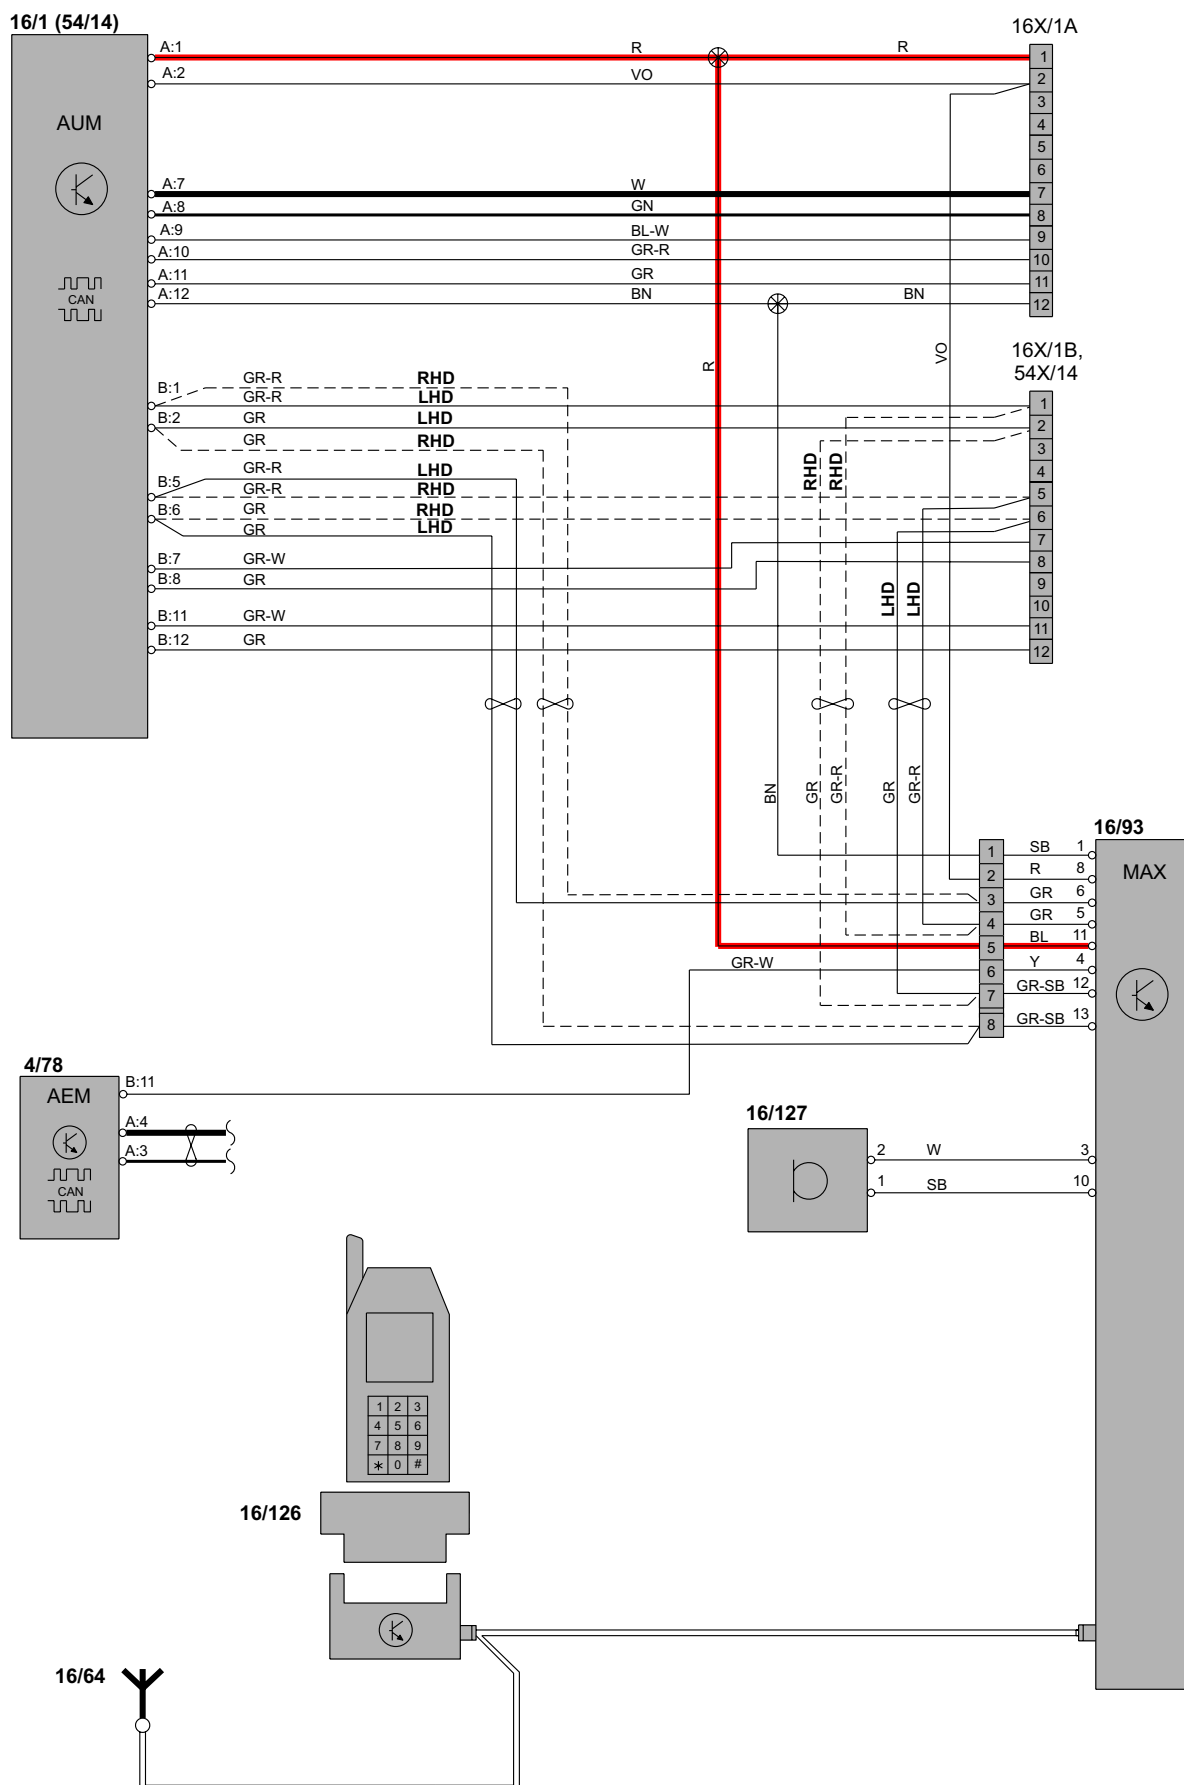 16/1 (54/14)
16X/1A
A:1 R R 1
A:2 VO 2
3
AUM
4
5
6
A:7 W 7
A:8 GN 8
A:9 BL-W 9
A:10 GR-R 10
A:11 GR 11
CAN
A:12 BN BN 12
VO
R
16X/1B,
54X/14
B:1 GR-R RHD
GR-R LHD 1
B:2 GR LHD 2
GR RHD
3
RHD
RHD
4
B:5 GR-R LHD
GR-R RHD 5
B:6 GR RHD 6
GR LHD
7
B:7 GR-W
8
B:8 GR
9
LHD
LHD
10
B:11 GR-W 11
B:12 GR 12
BN
GR
GR-R
GR
GR-R
16/93
MAX
1 SB 1
2 R 8
3 GR 6
4 GR 5
5 BL 11
GR-W 6 Y 4
7 GR-SB 12
8 GR-SB 13
4/78
AEM
B:11
A:4
A:3
CAN
16/127
2 W 3
1 SB 10
1 2 3
4 5 6
7 8 9
* 0 #
16/126
16/64